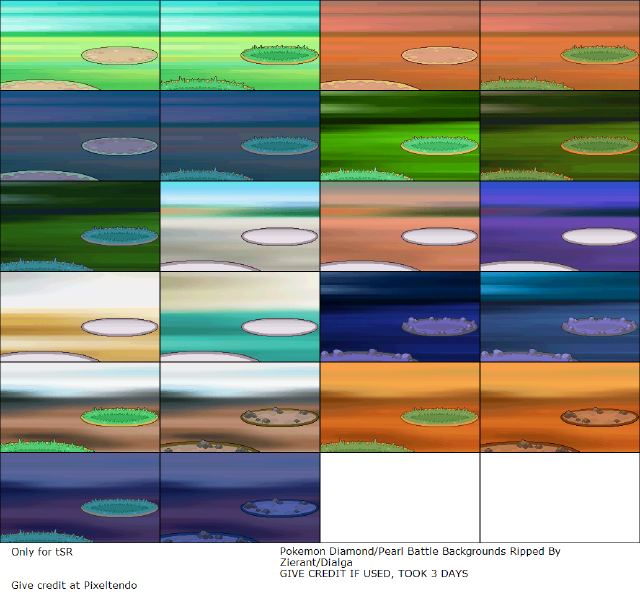 Only for tSR
Give credit at Pixeltendo
Pokemon Diamond/Pearl Battle Backgrounds Ripped By
Zierant/Dialga
GIVE CREDIT IF USED, TOOK 3 DAYS